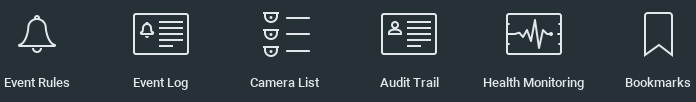 Event Rules
Event Log
Camera List
Audit Trail
Health Monitoring
Bookmarks